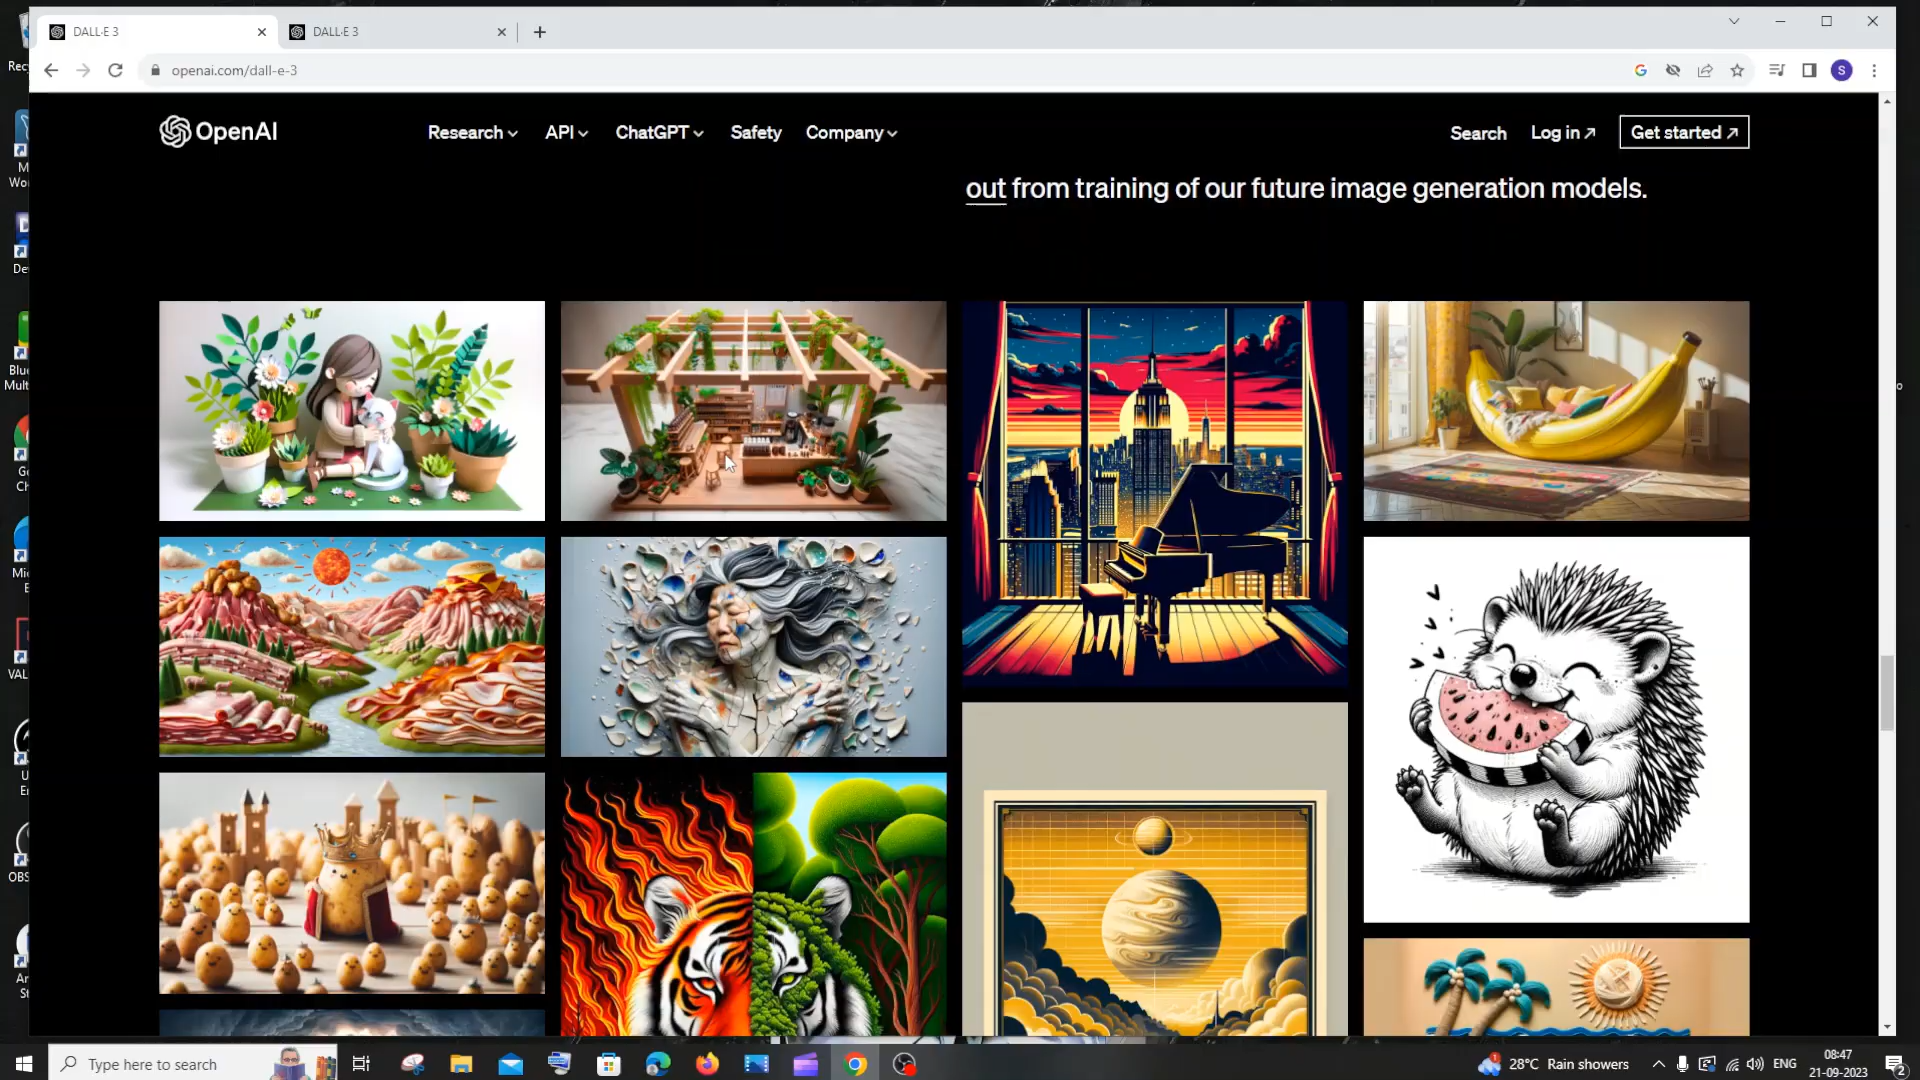 DALL·E 3
DALL·E 3
openai.com/dall-e-3
S
OpenAI
Research
API
ChatGPT
Safety
Company
Search
Log in ↗
Get started ↗
out from training of our future image generation models.
Type here to search
28°C Rain showers
ENG
08:47
21-09-2023
2